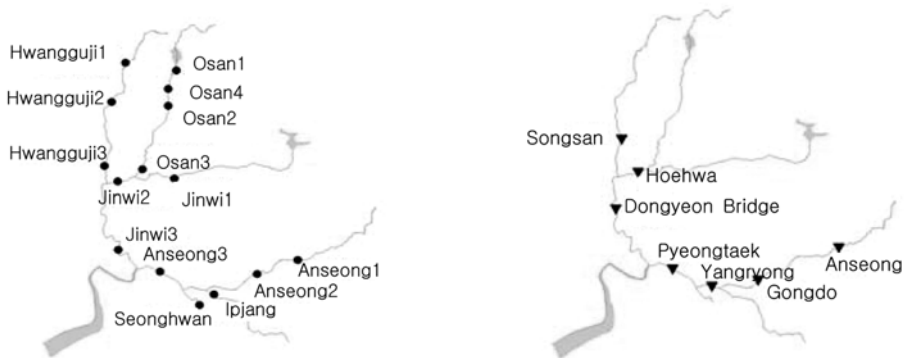 Hwangguji1
Osan1
Hwangguji2
Osan4
Osan2
Hwangguji3
Osan3
Jinwi2
Jinwi1
Jinwi3
Anseong3
Anseong1
Anseong2
Ipjang
Seonghwan
Songsan
Hoehwa
Dongyeon Bridge
Pyeongtaek
Anseong
Yangryong
Gongdo